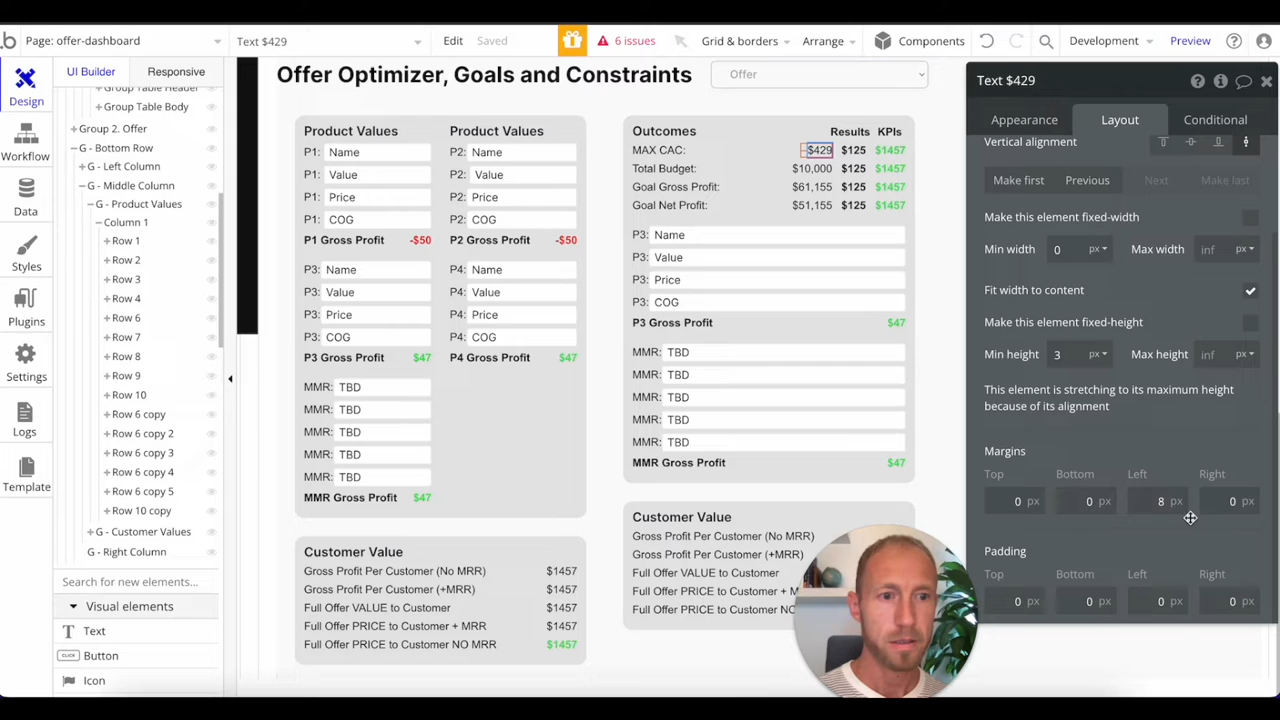 .b Page: offer-dashboard Text $429 Edit Saved 6 issues Grid & borders Arrange Components Development Preview
Design
Workflow
Data
Styles
Plugins
Settings
Logs
Template
UI Builder Responsive
Group Table Header
Group Table Body
Group 2. Offer
G - Bottom Row
G - Left Column
G - Middle Column
G - Product Values
Column 1
Row 1
Row 2
Row 3
Row 4
Row 6
Row 7
Row 8
Row 9
Row 10
Row 6 copy
Row 6 copy 2
Row 6 copy 3
Row 6 copy 4
Row 6 copy 5
Row 10 copy
G - Customer Values
G - Right Column
Search for new elements...
Visual elements
Text
CLICK Button
Icon
Offer Optimizer, Goals and Constraints Offer
Product Values Product Values
P1: Name P2: Name
P1: Value P2: Value
P1: Price P2: Price
P1: COG P2: COG
P1 Gross Profit -$50 P2 Gross Profit -$50
P3: Name P4: Name
P3: Value P4: Value
P3: Price P4: Price
P3: COG P4: COG
P3 Gross Profit $47 P4 Gross Profit $47
MMR: TBD
MMR: TBD
MMR: TBD
MMR: TBD
MMR: TBD
MMR Gross Profit $47
Customer Value
Gross Profit Per Customer (No MRR) $1457
Gross Profit Per Customer (+MRR) $1457
Full Offer VALUE to Customer $1457
Full Offer PRICE to Customer + MRR $1457
Full Offer PRICE to Customer NO MRR $1457
Outcomes Results KPIs
MAX CAC: $429 $125 $1457
Total Budget: $10,000 $125 $1457
Goal Gross Profit: $61,155 $125 $1457
Goal Net Profit: $51,155 $125 $1457
P3: Name
P3: Value
P3: Price
P3: COG
P3 Gross Profit $47
MMR: TBD
MMR: TBD
MMR: TBD
MMR: TBD
MMR: TBD
MMR Gross Profit $47
Customer Value
Gross Profit Per Customer (No MRR)
Gross Profit Per Customer (+MRR)
Full Offer VALUE to Customer
Full Offer PRICE to Customer + M
Full Offer PRICE to Customer NO
Text $429
Appearance Layout Conditional
Vertical alignment
Make first Previous Next Make last
Make this element fixed-width
Min width 0 px Max width inf px
Fit width to content
Make this element fixed-height
Min height 3 px Max height inf px
This element is stretching to its maximum height
because of its alignment
Margins
Top Bottom Left Right
0 px 0 px 8 px 0 px
Padding
Top Bottom Left Right
0 px 0 px 0 px 0 px